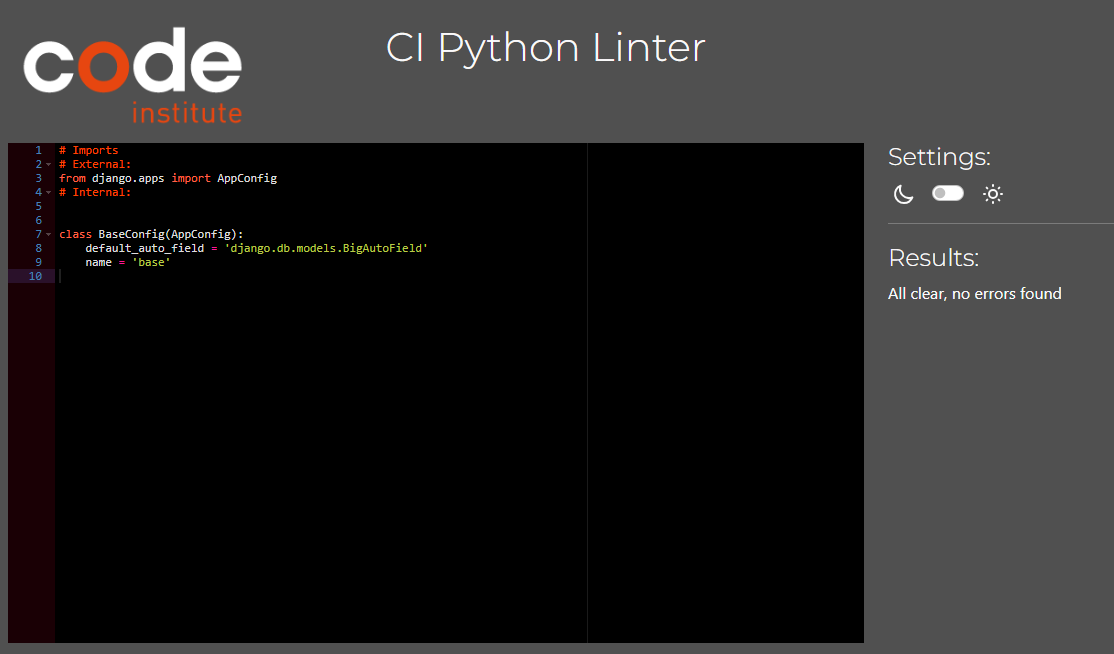 code
institute
CI Python Linter
1 # Imports
2 # External:
3 from django.apps import AppConfig
4 # Internal:
5
6
7 class BaseConfig(AppConfig):
8     default_auto_field = 'django.db.models.BigAutoField'
9     name = 'base'
10
Settings:
Results:
All clear, no errors found